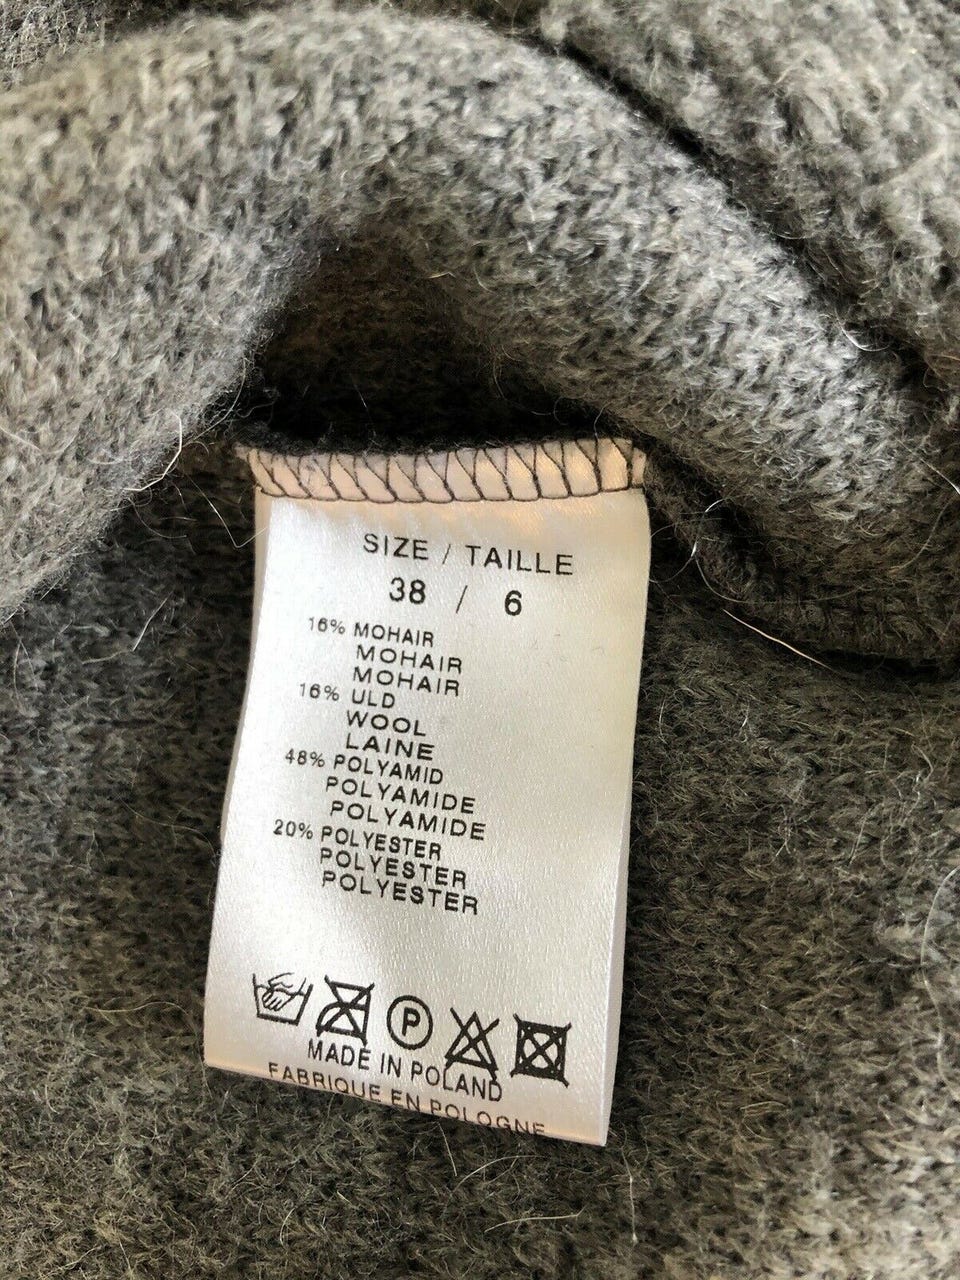 SIZE / TAILLE
38 / 6
16% MOHAIR
MOHAIR
MOHAIR
16% ULD
WOOL
LAINE
48% POLYAMID
POLYAMIDE
POLYAMIDE
20% POLYESTER
POLYESTER
POLYESTER
P
MADE IN POLAND
FABRIQUE EN POLOGNE